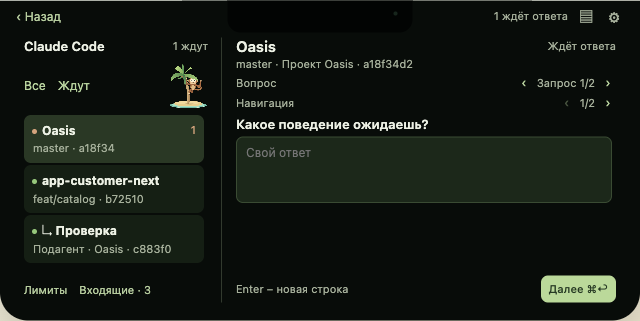 ‹ Назад
1 ждёт ответа
Claude Code
1 ждут
Все Ждут
Oasis 1
master · a18f34
app-customer-next
feat/catalog · b72510
Проверка
Подагент · Oasis · c883f0
Лимиты Входящие · 3
Oasis
Ждёт ответа
master · Проект Oasis · a18f34d2
Вопрос
‹ Запрос 1/2 ›
Навигация
‹ 1/2 ›
Какое поведение ожидаешь?
Свой ответ
Enter – новая строка
Далее ⌘↩